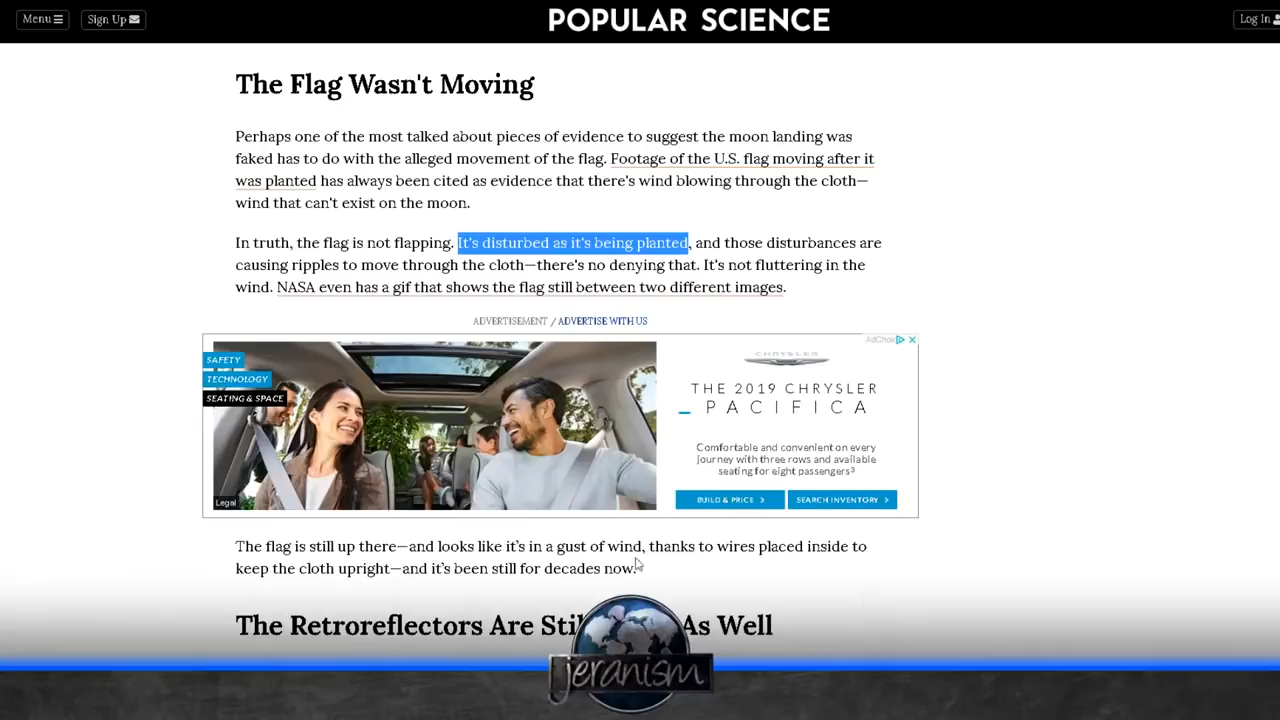 Menu
Sign Up
POPULAR SCIENCE
Log In
The Flag Wasn't Moving
Perhaps one of the most talked about pieces of evidence to suggest the moon landing was
faked has to do with the alleged movement of the flag. Footage of the U.S. flag moving after it
was planted has always been cited as evidence that there's wind blowing through the cloth—
wind that can't exist on the moon.
In truth, the flag is not flapping. It's disturbed as it's being planted, and those disturbances are
causing ripples to move through the cloth—there's no denying that. It's not fluttering in the
wind. NASA even has a gif that shows the flag still between two different images.
ADVERTISEMENT / ADVERTISE WITH US
AdChoi
SAFETY
TECHNOLOGY
SEATING & SPACE
Legal
CHRYSLER
THE 2019 CHRYSLER
PACIFICA
Comfortable and convenient on every
journey with three rows and available
seating for eight passengers³
BUILD & PRICE >
SEARCH INVENTORY >
The flag is still up there—and looks like it's in a gust of wind, thanks to wires placed inside to
keep the cloth upright—and it's been still for decades now.
The Retroreflectors Are Sti As Well
jeranism